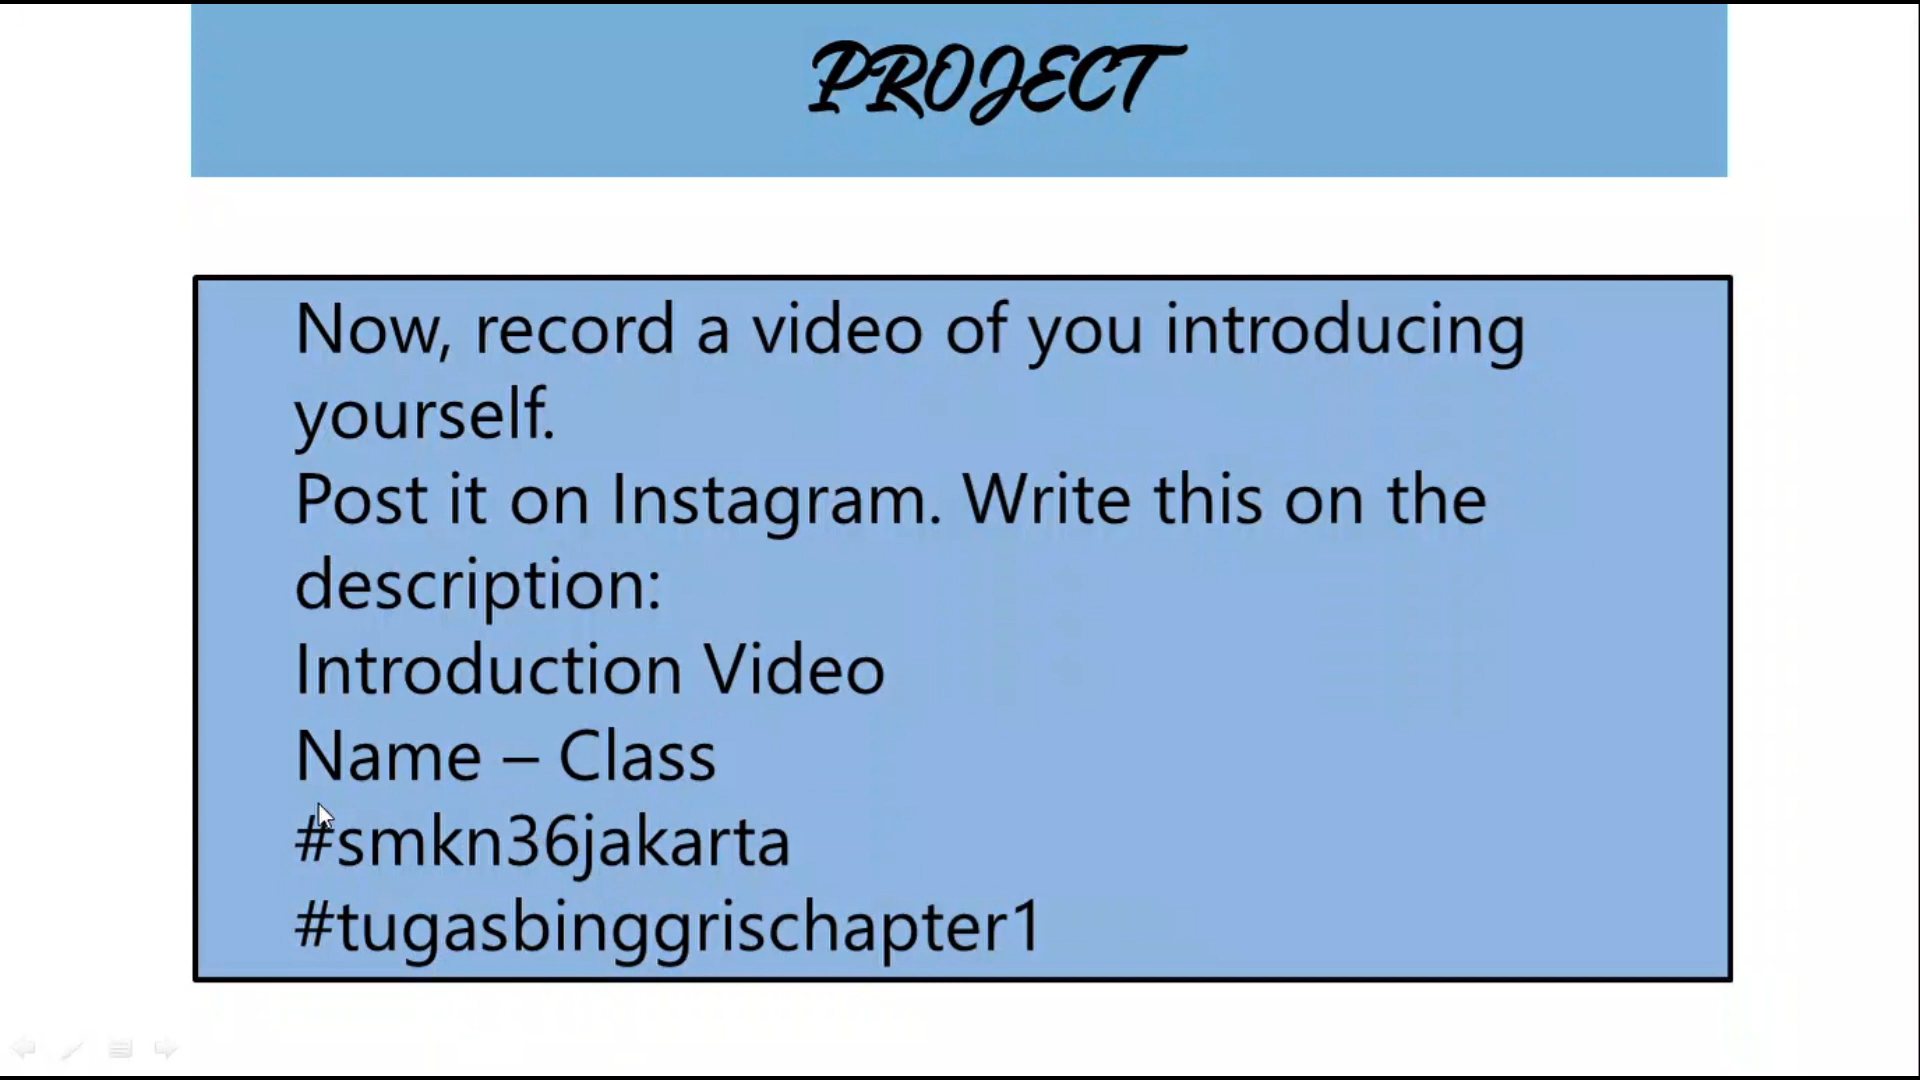 PROJECT
Now, record a video of you introducing
yourself.
Post it on Instagram. Write this on the
description:
Introduction Video
Name – Class
#smkn36jakarta
#tugasbinggrischapter1